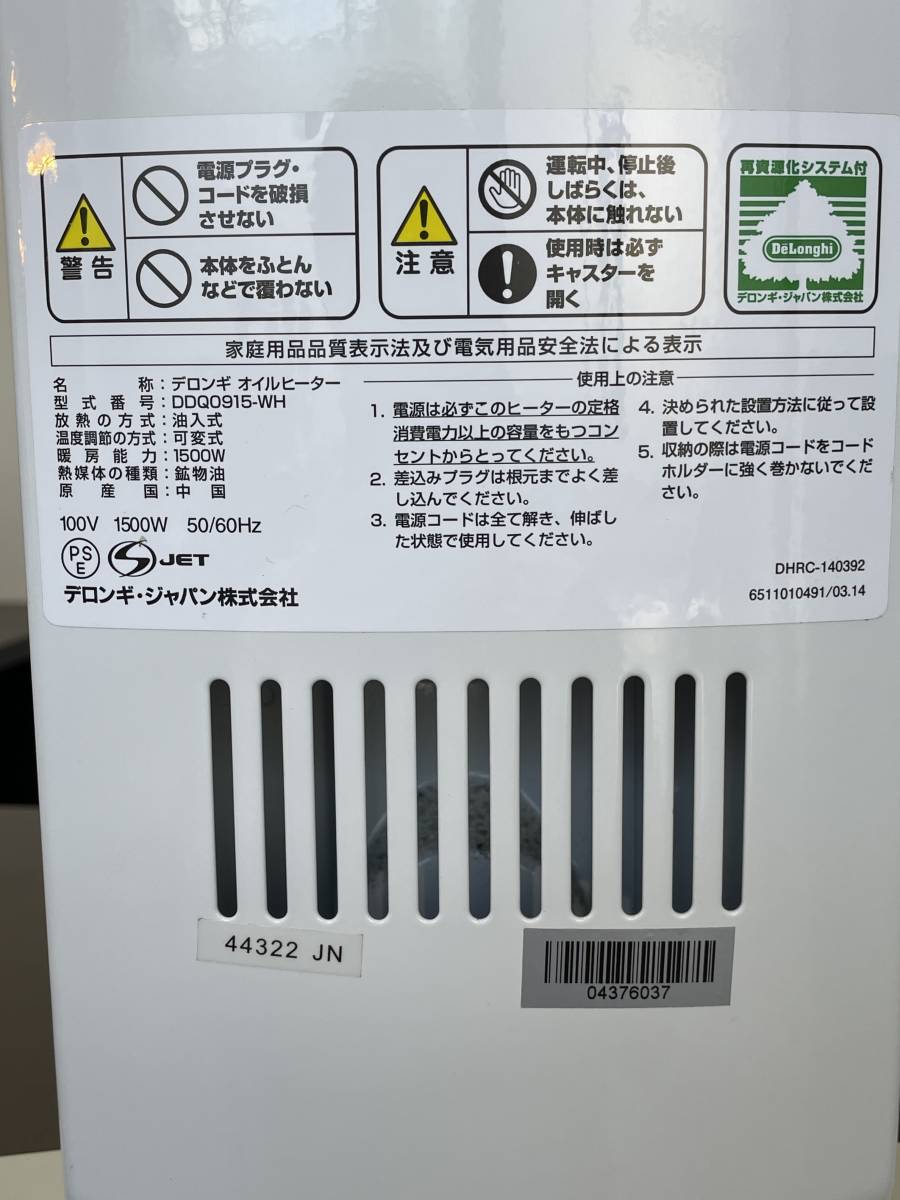 警告
電源プラグ・
コードを破損
させない
本体をふとん
などで覆わない
注意
運転中、停止後
しばらくは、
本体に触れない
使用時は必ず
キャスターを
開く
再資源化システム付
DeLonghi
デロンギ・ジャパン株式会社
家庭用品品質表示法及び電気用品安全法による表示
名称：デロンギ オイルヒーター
型式番号：DDQ0915-WH
放熱の方式：油入式
温度調節の方式：可変式
暖房能力：1500W
熱媒体の種類：鉱物油
原産国：中国
100V 1500W 50/60Hz
PS
E
JET
デロンギ・ジャパン株式会社
使用上の注意
1. 電源は必ずこのヒーターの定格
消費電力以上の容量をもつコン
セントからとってください。
2. 差込みプラグは根元までよく差
し込んでください。
3. 電源コードは全て解き、伸ばし
た状態で使用してください。
4. 決められた設置方法に従って設
置してください。
5. 収納の際は電源コードをコード
ホルダーに強く巻かないでくだ
さい。
DHRC-140392
6511010491/03.14
44322 JN
04376037